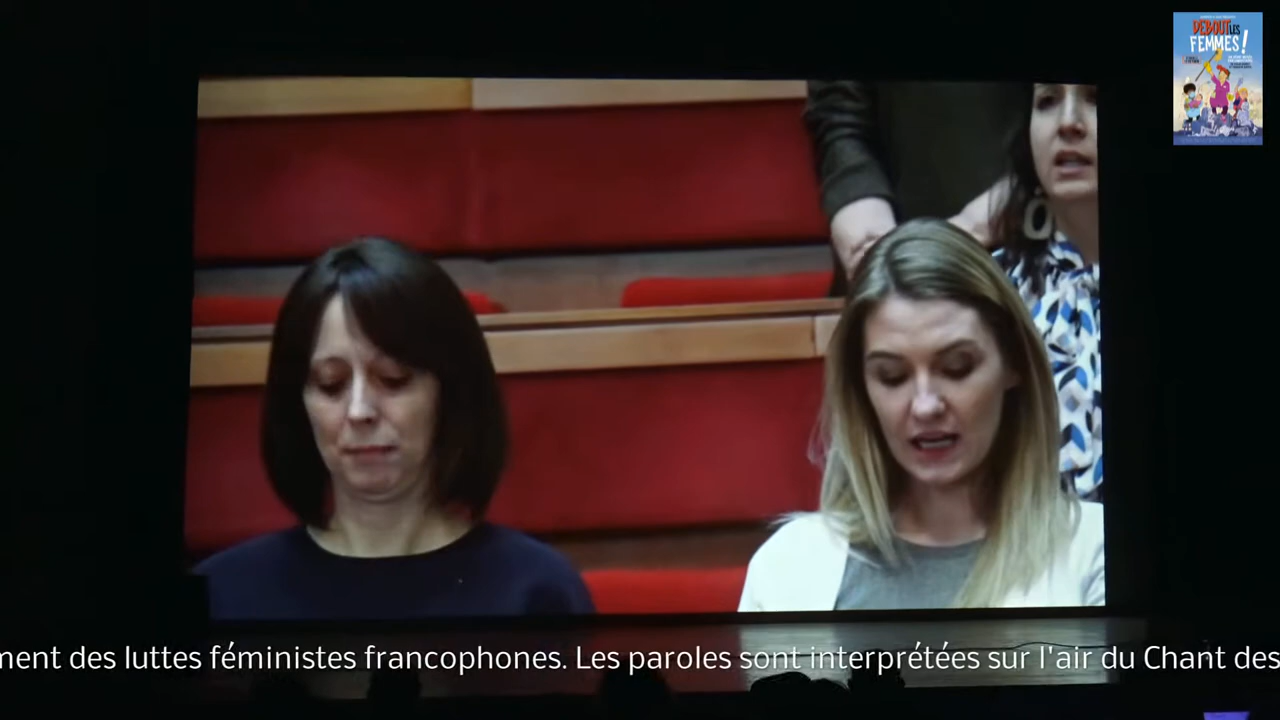 DEBOUT LES
FEMMES !
ment des luttes féministes francophones. Les paroles sont interprétées sur l'air du Chant des